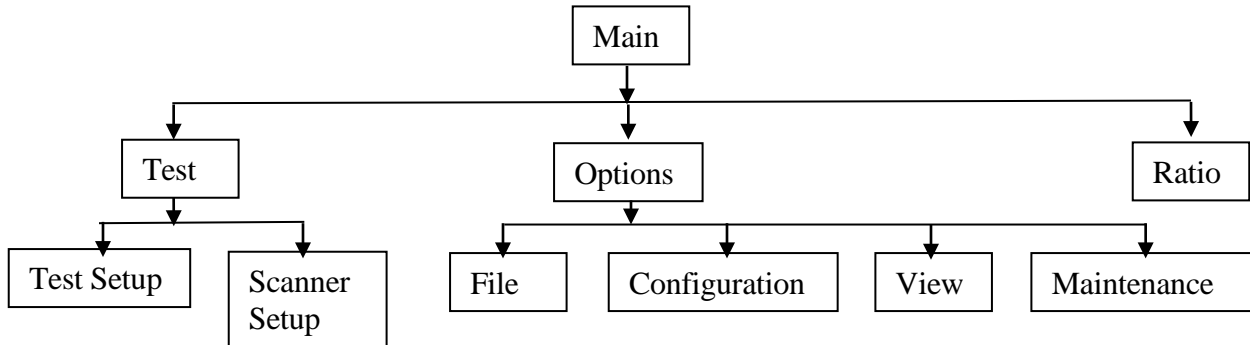 Main
Test
Options
Ratio
Test Setup
Scanner
Setup
File
Configuration
View
Maintenance